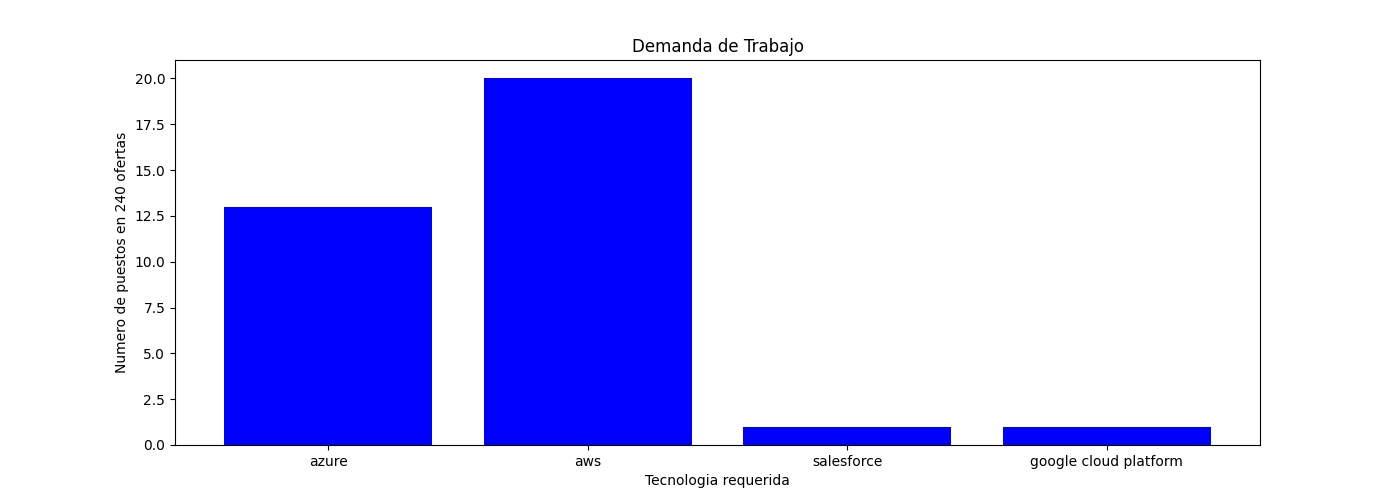 Demanda de Trabajo
Numero de puestos en 240 ofertas
20.0
17.5
15.0
12.5
10.0
7.5
5.0
2.5
0.0
azure
aws
salesforce
google cloud platform
Tecnologia requerida